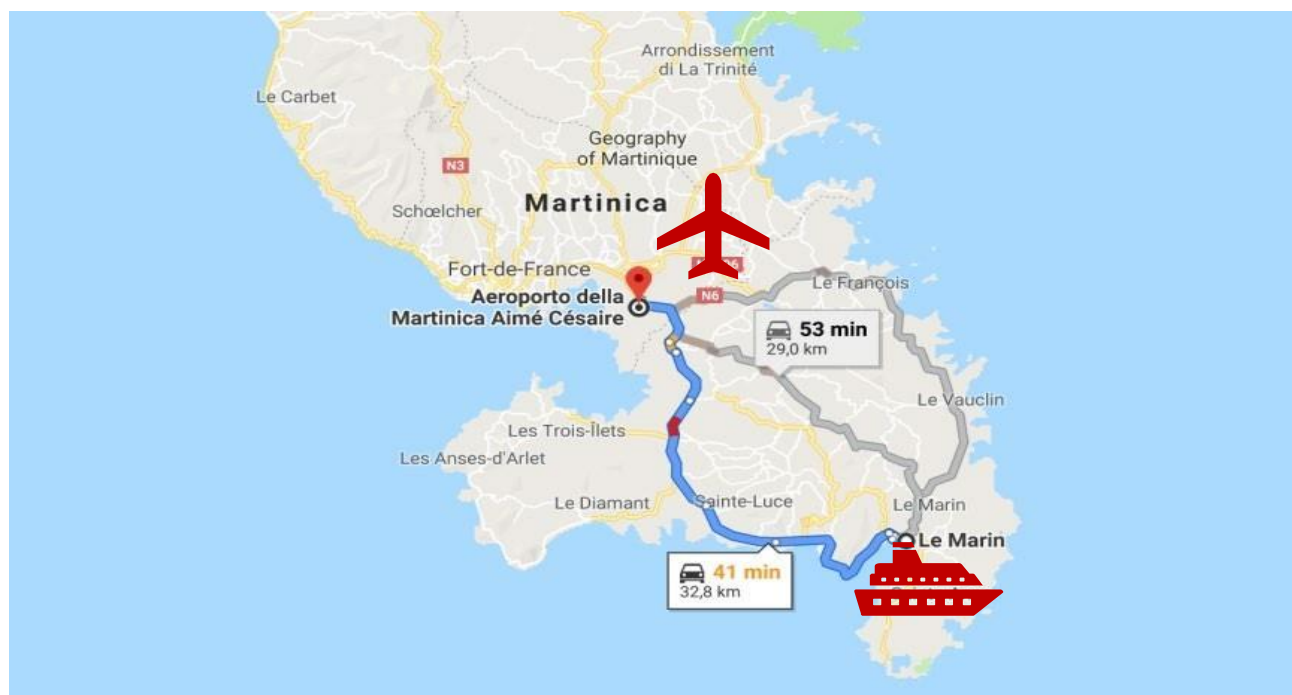 Arrondissement
di La Trinité
Le Carbet
Geography
of Martinique
N3
Martinica
Schœlcher
Fort-de-France
Le François
Aeroporto della
Martinica Aimé Césaire
N6
53 min
29,0 km
Le Vauclin
Les Trois-Îlets
Les Anses-d'Arlet
Le Diamant
Sainte-Luce
Le Marin
Le Marin
41 min
32,8 km